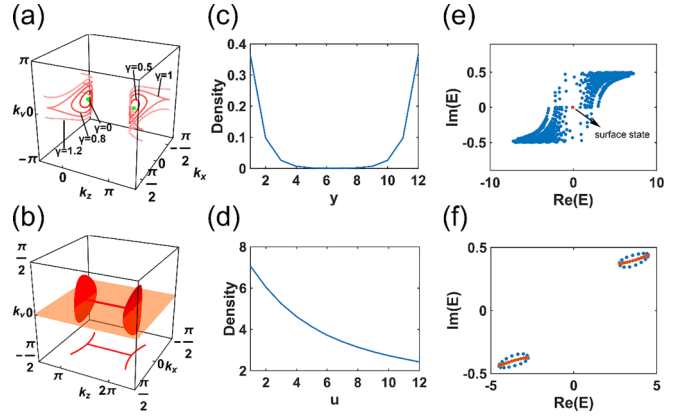 (a)
π
k_y 0
-π
γ=0.5
γ=1
γ=0
γ=0.8
γ=1.2
0
k_z
π
π/2
0
-π/2
k_x
(c)
0.4
0.3
0.2
0.1
0
Density
2 4 6 8 10 12
y
(e)
0.5
0
-0.5
Im(E)
surface state
-10 0 10
Re(E)
(b)
π/2
k_y 0
-π/2
π
k_z
2π
π/2
0
-π/2
k_x
(d)
8
6
4
2
Density
2 4 6 8 10 12
u
(f)
0.5
0
-0.5
Im(E)
-5 0 5
Re(E)